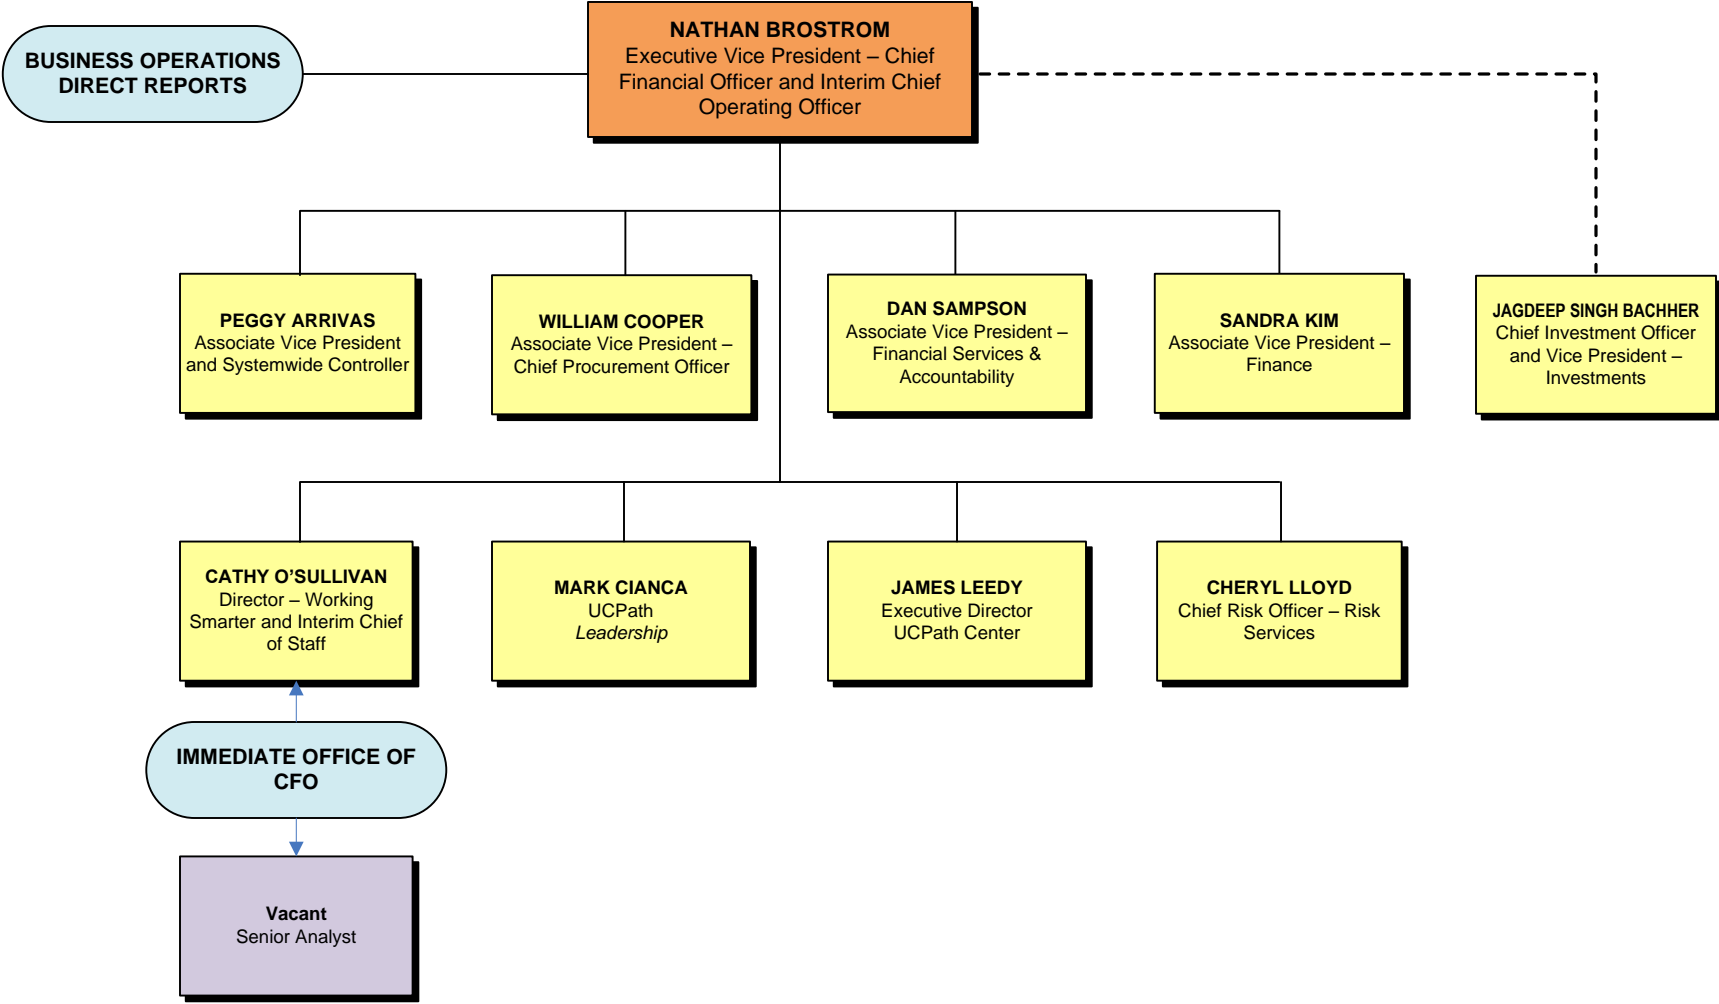 BUSINESS OPERATIONS
DIRECT REPORTS
NATHAN BROSTROM
Executive Vice President – Chief
Financial Officer and Interim Chief
Operating Officer
PEGGY ARRIVAS
Associate Vice President
and Systemwide Controller
WILLIAM COOPER
Associate Vice President –
Chief Procurement Officer
DAN SAMPSON
Associate Vice President –
Financial Services &
Accountability
SANDRA KIM
Associate Vice President –
Finance
JAGDEEP SINGH BACHHER
Chief Investment Officer
and Vice President –
Investments
CATHY O’SULLIVAN
Director – Working
Smarter and Interim Chief
of Staff
MARK CIANCA
UCPath
Leadership
JAMES LEEDY
Executive Director
UCPath Center
CHERYL LLOYD
Chief Risk Officer – Risk
Services
IMMEDIATE OFFICE OF
CFO
Vacant
Senior Analyst